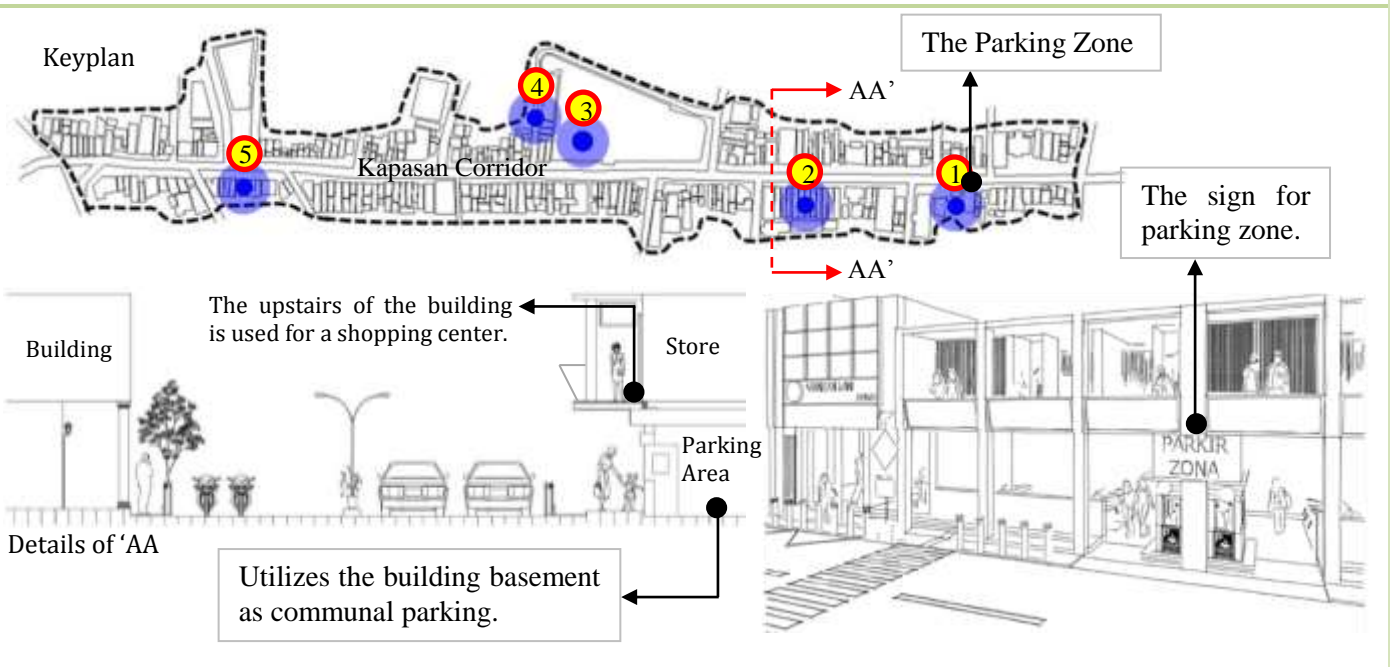 Keyplan
The Parking Zone
AA’
4
3
5
Kapasan Corridor
2
1
The sign for
parking zone.
AA’
The upstairs of the building
is used for a shopping center.
Building
Store
Parking
Area
PARKIR
ZONA
Details of ‘AA
Utilizes the building basement
as communal parking.